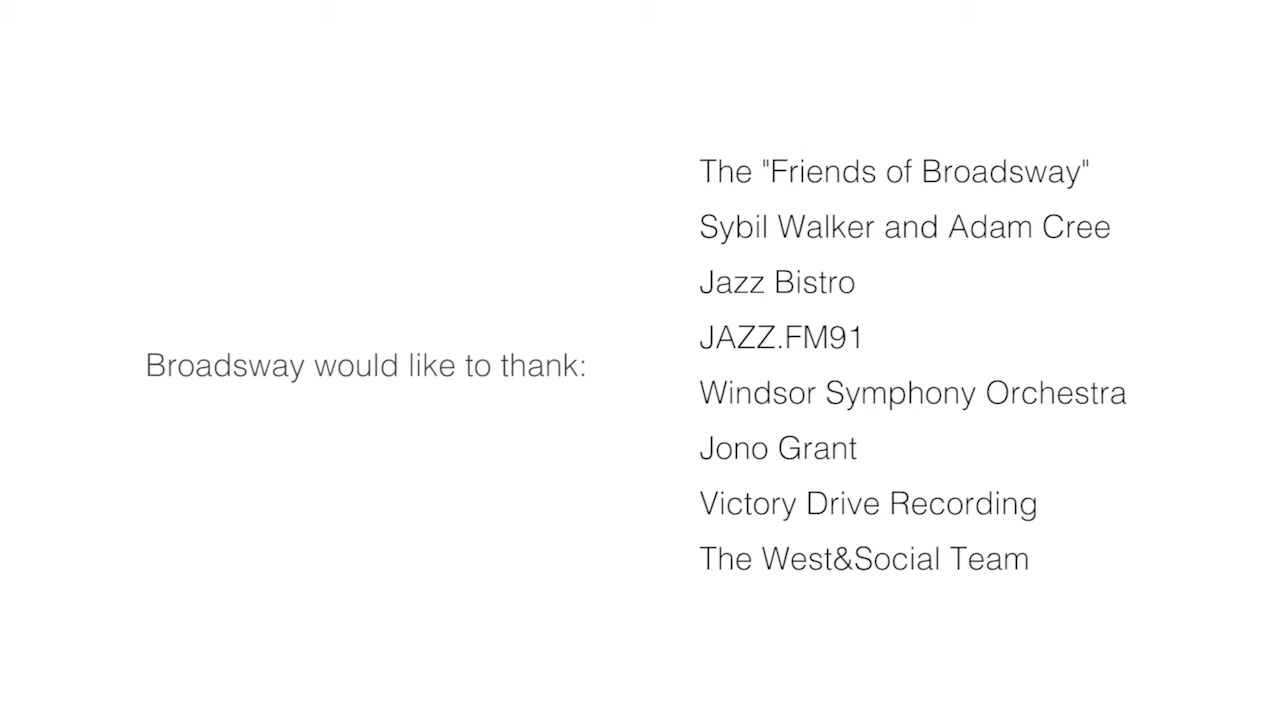 Broadsway would like to thank:
The "Friends of Broadsway"
Sybil Walker and Adam Cree
Jazz Bistro
JAZZ.FM91
Windsor Symphony Orchestra
Jono Grant
Victory Drive Recording
The West&Social Team